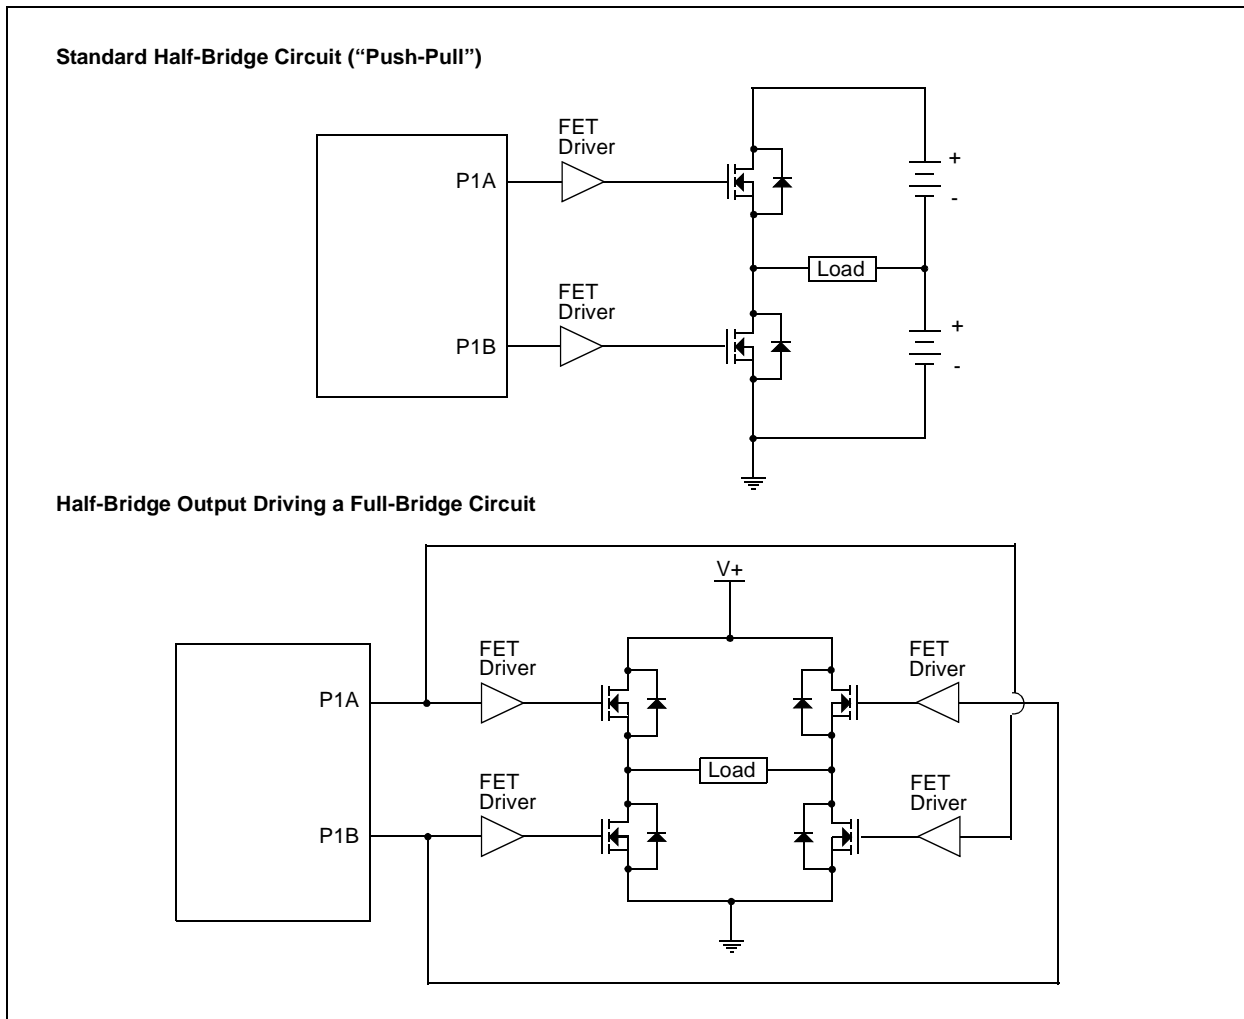 Standard Half-Bridge Circuit (“Push-Pull”)
FET
Driver
P1A
+
-
Load
FET
Driver
P1B
+
-
Half-Bridge Output Driving a Full-Bridge Circuit
V+
FET
Driver
FET
Driver
P1A
Load
FET
Driver
FET
Driver
P1B